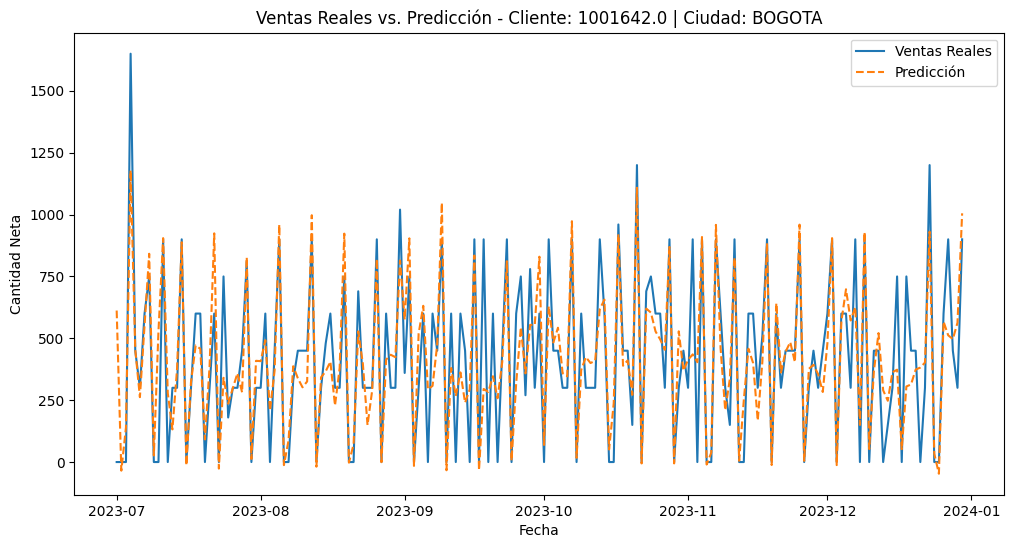 Ventas Reales vs. Predicción - Cliente: 1001642.0 | Ciudad: BOGOTA
Ventas Reales
Predicción
Cantidad Neta
1500
1250
1000
750
500
250
0
2023-07
2023-08
2023-09
2023-10
2023-11
2023-12
2024-01
Fecha